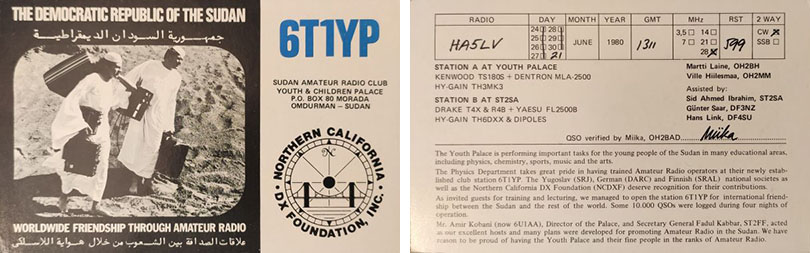 THE DEMOCRATIC REPUBLIC OF THE SUDAN
جمهورية السودان الديمقراطية
WORLDWIDE FRIENDSHIP THROUGH AMATEUR RADIO
علاقات الصداقة بين الشعوب من خلال هواية اللاسلكي
6T1YP
SUDAN AMATEUR RADIO CLUB
YOUTH & CHILDREN PALACE
P.O. BOX 80 MORADA
OMDURMAN - SUDAN
NORTHERN CALIFORNIA
NC
DX FOUNDATION, INC.
RADIO DAY MONTH YEAR GMT MHz RST 2 WAY
HA5LV 24 28 25 29 26 30 27 21 JUNE 1980 1311 3,5 14 7 21 28 599 CW SSB
STATION A AT YOUTH PALACE
KENWOOD TS180S + DENTRON MLA-2500
HY-GAIN TH3MK3
STATION B AT ST2SA
DRAKE T4X & R4B + YAESU FL2500B
HY-GAIN TH6DXX & DIPOLES
Martti Laine, OH2BH
Ville Hiilesmaa, OH2MM
Assisted by:
Sid Ahmed Ibrahim, ST2SA
Günter Saar, DF3NZ
Hans Link, DF4SU
QSO verified by Miika, OH2BAD Miika
The Youth Palace is performing important tasks for the young people of the Sudan in many educational areas,
including physics, chemistry, sports, music and the arts.
The Physics Department takes great pride in having trained Amateur Radio operators at their newly estab-
led club station 6T1YP. The Yugoslav (SRJ), German (DARC) and Finnish (SRAL) national societes as
well as the Northern California DX Foundation (NCDXF) deserve recognition for their contributions.
As invited guests for training and lecturing, we managed to open the station 6T1YP for international friend-
ship between the Sudan and the rest of the world. Some 10.000 QSOs were logged during four nights of
operation.
Mr. Amir Kobani (now 6U1AA), Director of the Palace, and Secretary General Fadul Kabbar, ST2FF, acted
as our excellent hosts and many plans were developed for promoting Amateur Radio in the Sudan. We have
reason to be proud of having the Youth Palace and their fine people in the ranks of Amateur Radio.